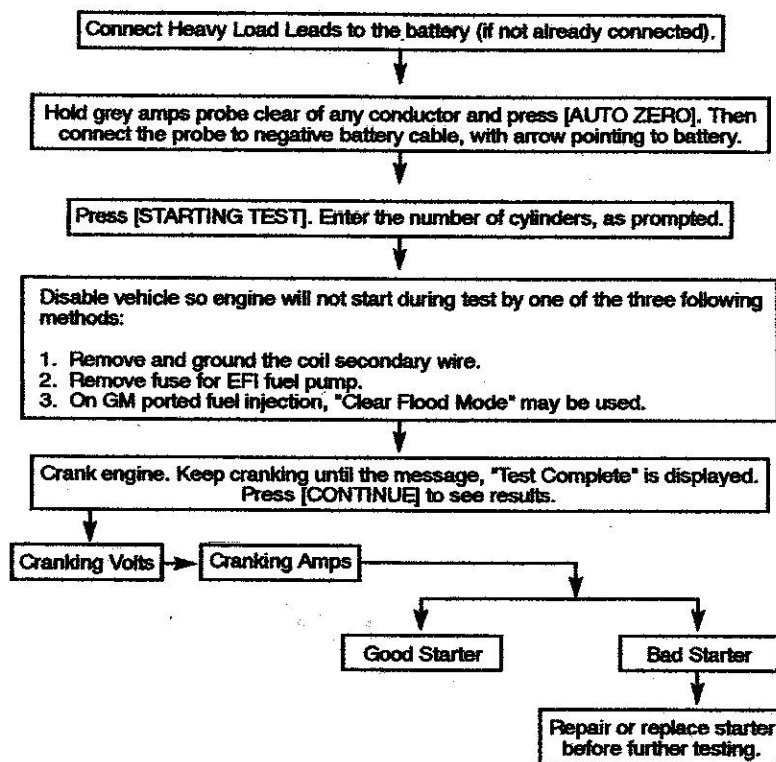 Connect Heavy Load Leads to the battery (if not already connected).
Hold grey amps probe clear of any conductor and press [AUTO ZERO]. Then
connect the probe to negative battery cable, with arrow pointing to battery.
Press [STARTING TEST]. Enter the number of cylinders, as prompted.
Disable vehicle so engine will not start during test by one of the three following
methods:
1. Remove and ground the coil secondary wire.
2. Remove fuse for EFI fuel pump.
3. On GM ported fuel injection, "Clear Flood Mode" may be used.
Crank engine. Keep cranking until the message, "Test Complete" is displayed.
Press [CONTINUE] to see results.
Cranking Volts
Cranking Amps
Good Starter
Bad Starter
Repair or replace starter
before further testing.